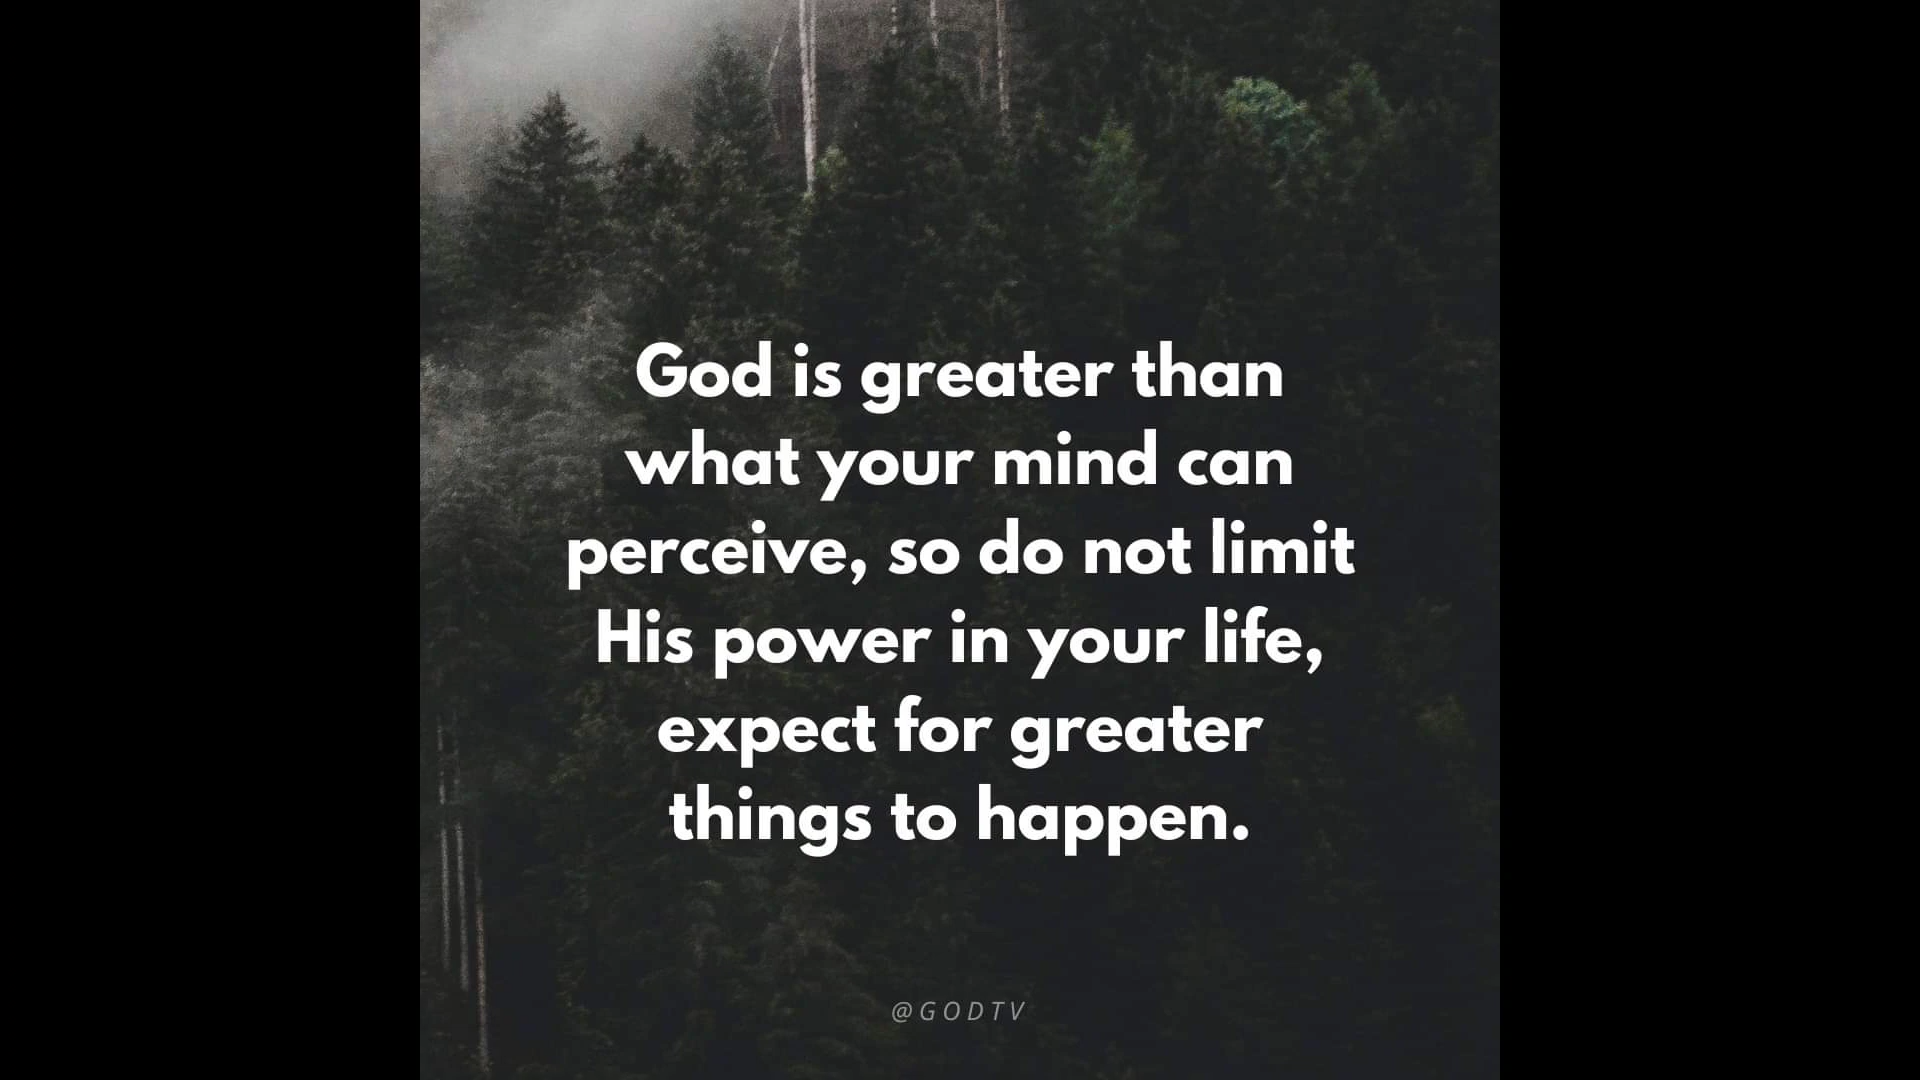 God is greater than
what your mind can
perceive, so do not limit
His power in your life,
expect for greater
things to happen.
@GODTV